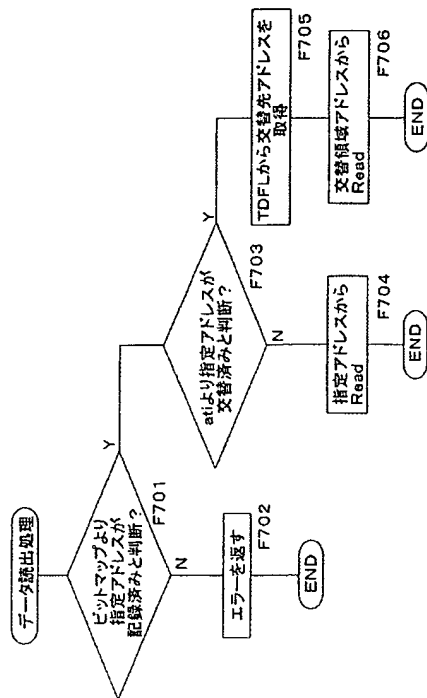 データ読出処理
ビットマップより
指定アドレスが
記録済みと判断?
F701
Y
N
エラーを返す
F702
END
atiより指定アドレスが
交替済みと判断?
F703
Y
N
指定アドレスから
Read
F704
END
TDFLから交替先アドレスを
取得
F705
交替領域アドレスから
Read
F706
END